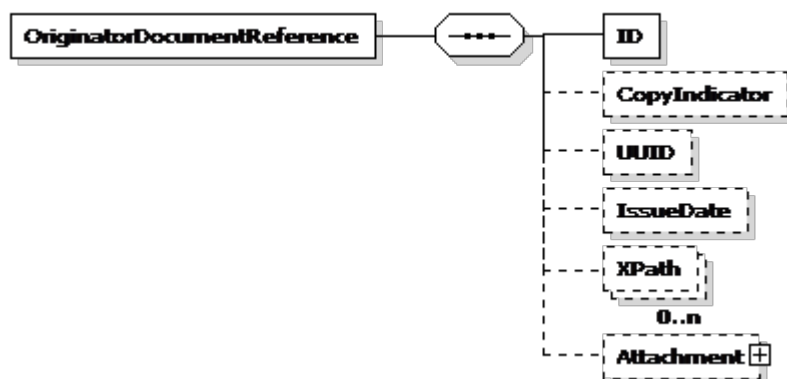 OriginatorDocumentReference
ID
CopyIndicator
UUID
IssueDate
XPath
0..n
Attachment